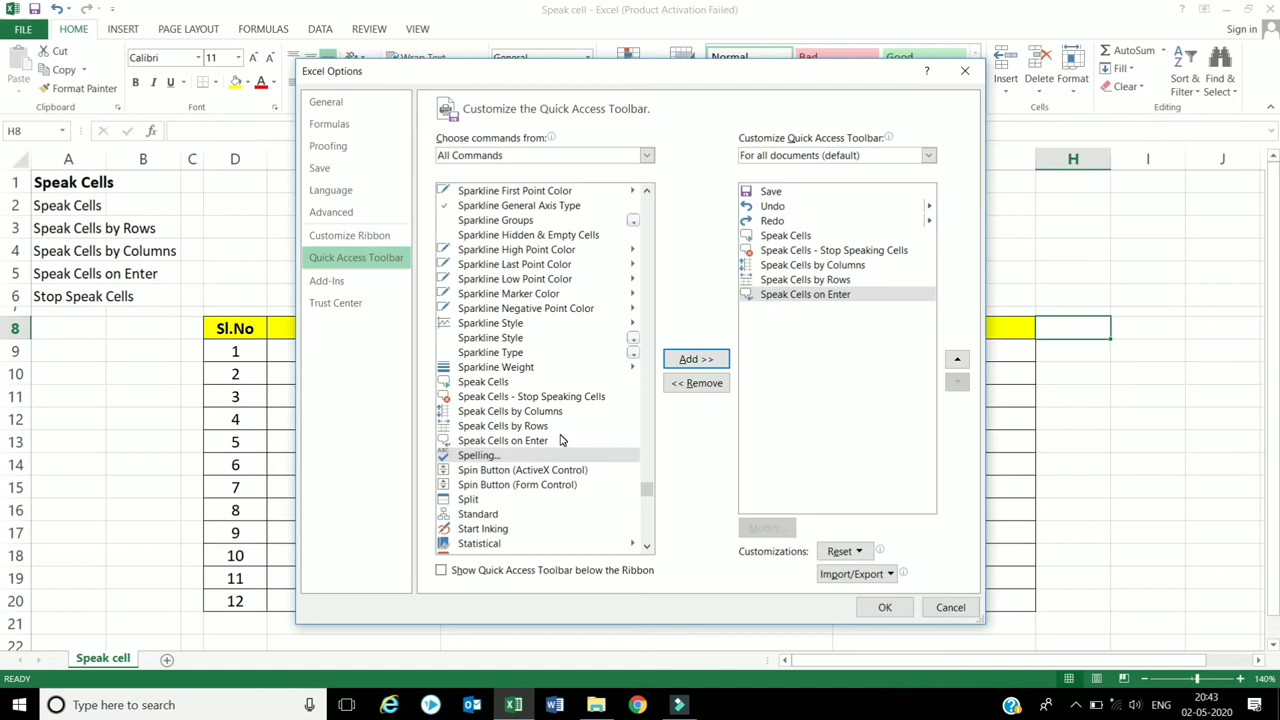 Speak cell - Excel (Product Activation Failed)
FILE HOME INSERT PAGE LAYOUT FORMULAS DATA REVIEW VIEW Sign in
Paste
Cut
Copy
Format Painter
Clipboard
Calibri 11
B I U
Font
Wrap Text
General
Normal Bad Good
Insert Delete Format
Cells
AutoSum
Fill
Clear
Sort & Filter
Find & Select
Editing
H8
A B C D H I J
1 Speak Cells
2 Speak Cells
3 Speak Cells by Rows
4 Speak Cells by Columns
5 Speak Cells on Enter
6 Stop Speak Cells
8 Sl.No
9 1
10 2
11 3
12 4
13 5
14 6
15 7
16 8
17 9
18 10
19 11
20 12
21
22
Excel Options
General
Formulas
Proofing
Save
Language
Advanced
Customize Ribbon
Quick Access Toolbar
Add-Ins
Trust Center
Customize the Quick Access Toolbar.
Choose commands from:
All Commands
Sparkline First Point Color
Sparkline General Axis Type
Sparkline Groups
Sparkline Hidden & Empty Cells
Sparkline High Point Color
Sparkline Last Point Color
Sparkline Low Point Color
Sparkline Marker Color
Sparkline Negative Point Color
Sparkline Style
Sparkline Style
Sparkline Type
Sparkline Weight
Speak Cells
Speak Cells - Stop Speaking Cells
Speak Cells by Columns
Speak Cells by Rows
Speak Cells on Enter
Spelling...
Spin Button (ActiveX Control)
Spin Button (Form Control)
Split
Standard
Start Inking
Statistical
Show Quick Access Toolbar below the Ribbon
Add >>
<< Remove
Customize Quick Access Toolbar:
For all documents (default)
Save
Undo
Redo
Speak Cells
Speak Cells - Stop Speaking Cells
Speak Cells by Columns
Speak Cells by Rows
Speak Cells on Enter
Modify...
Customizations: Reset
Import/Export
OK Cancel
Speak cell
READY 140%
Type here to search
ENG 20:43
02-05-2020